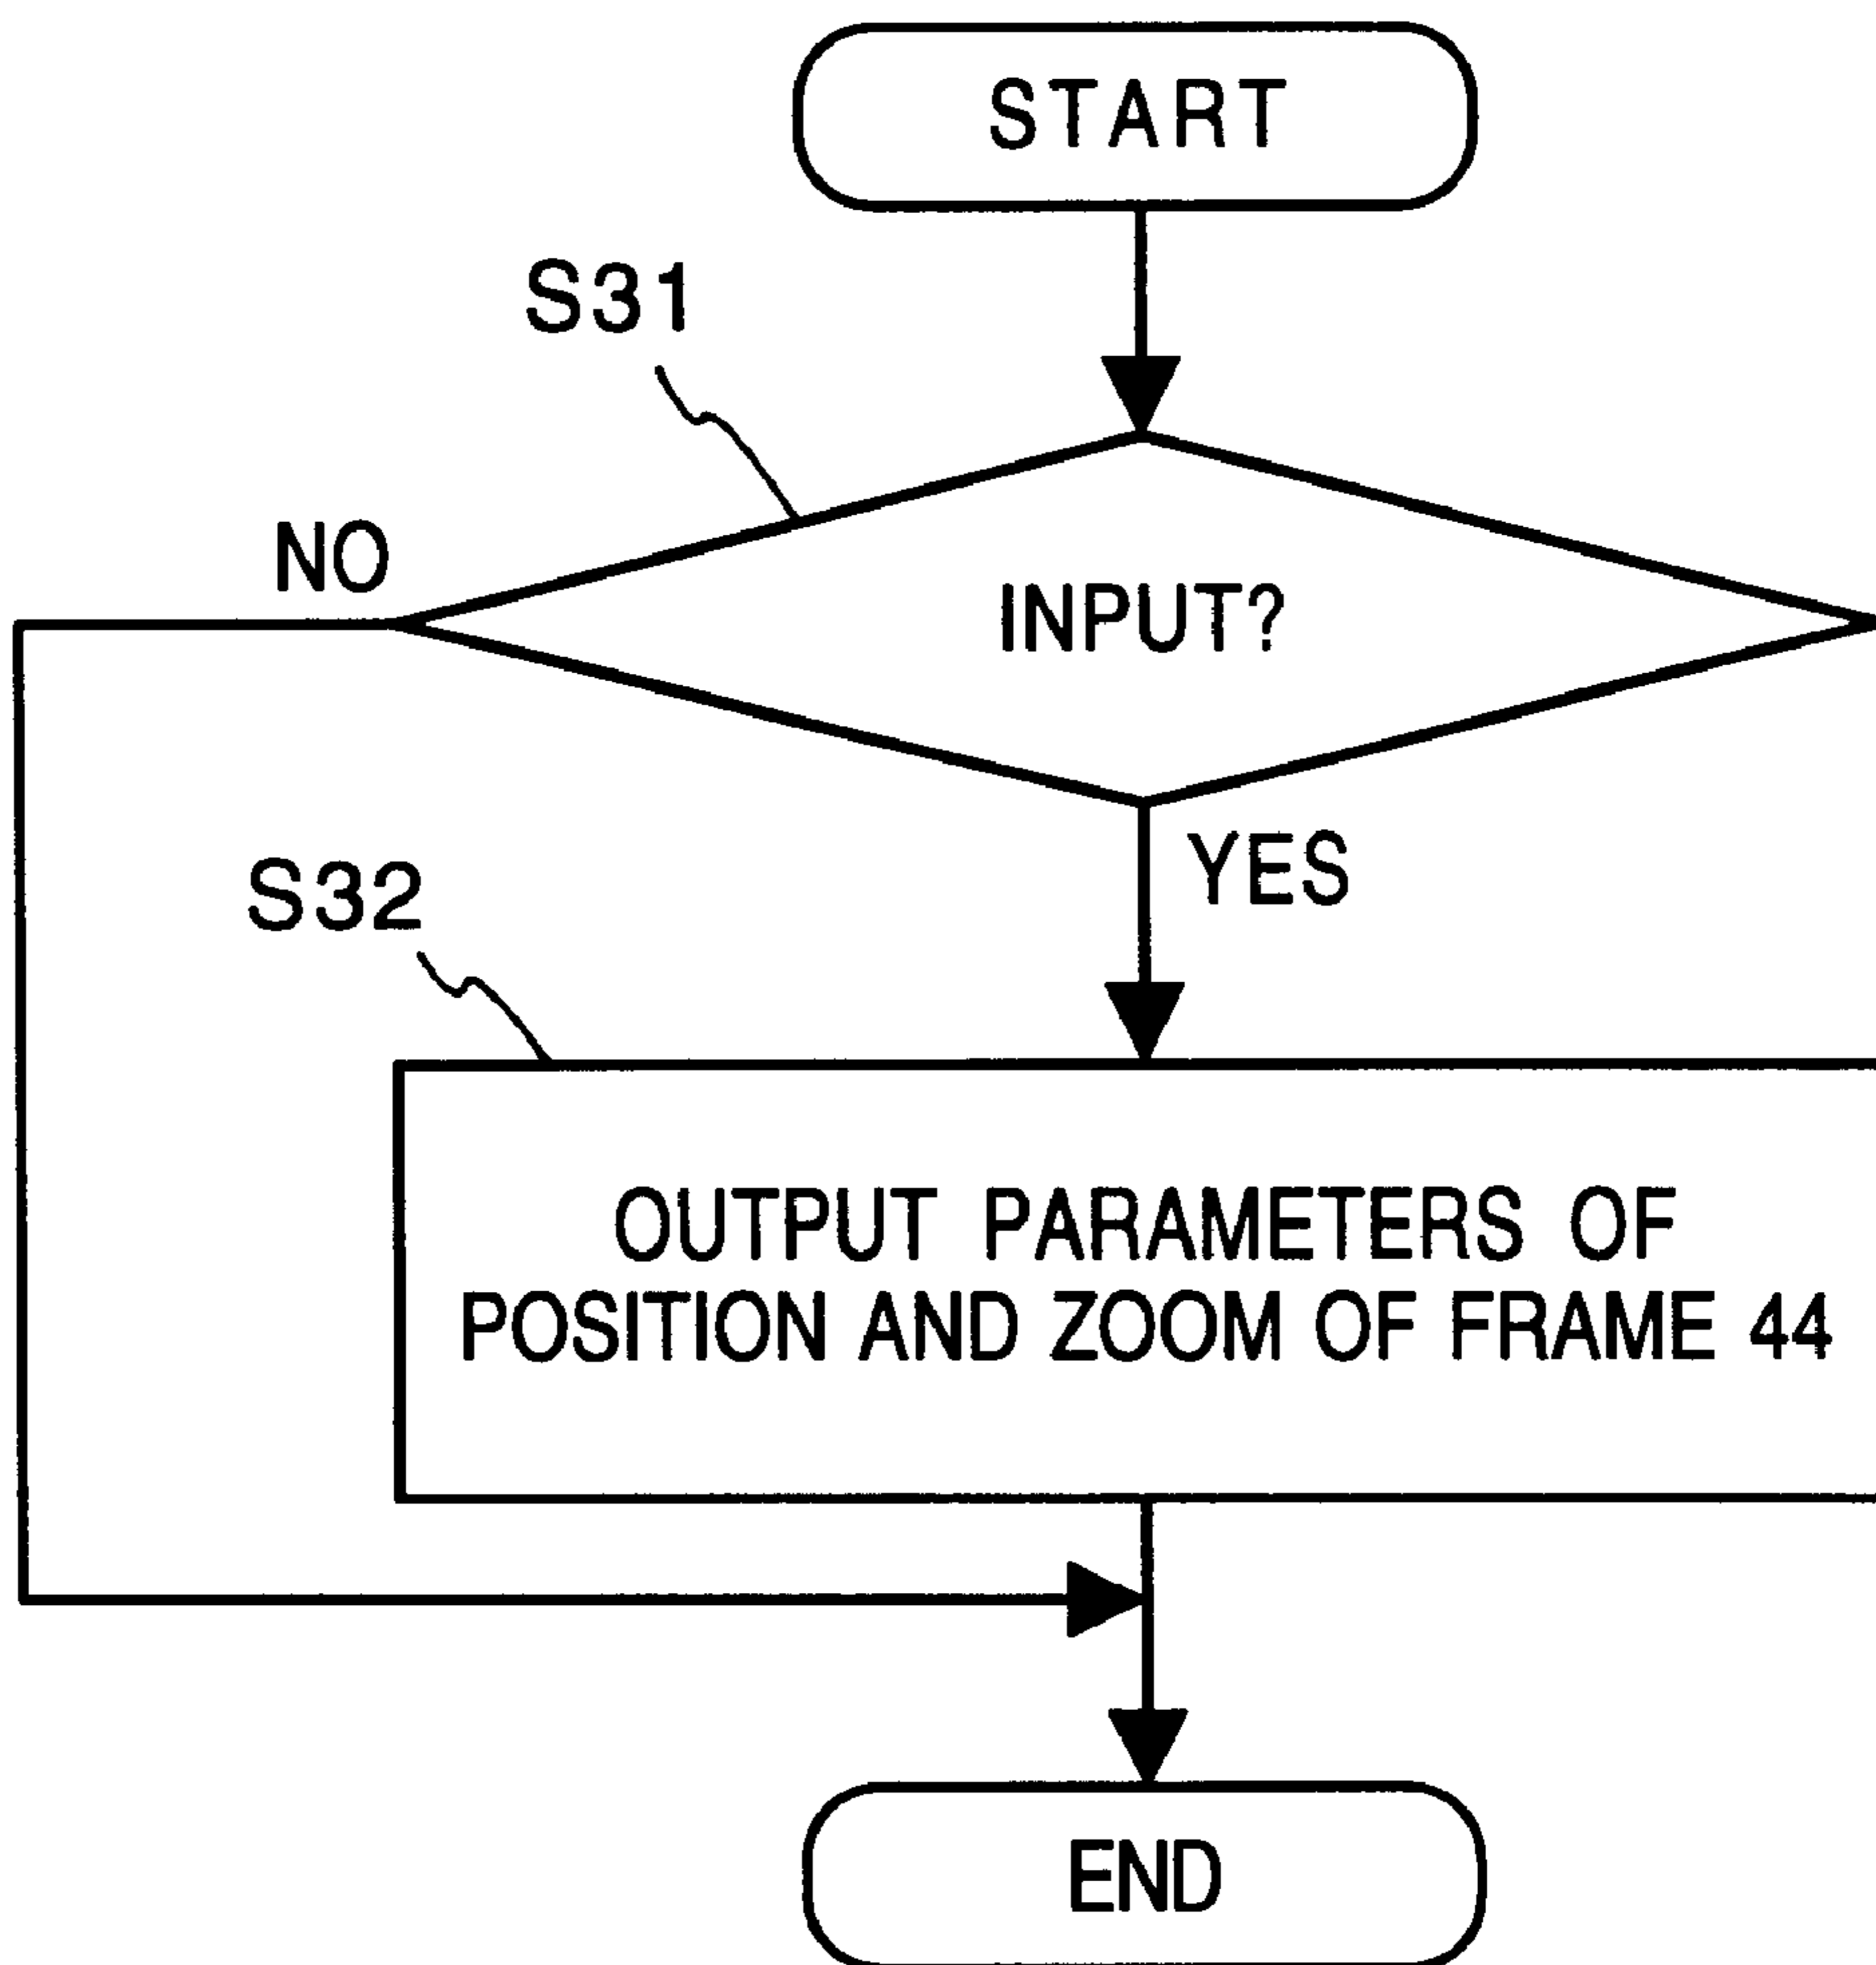 START
S31
NO
INPUT?
YES
S32
OUTPUT PARAMETERS OF
POSITION AND ZOOM OF FRAME 44
END